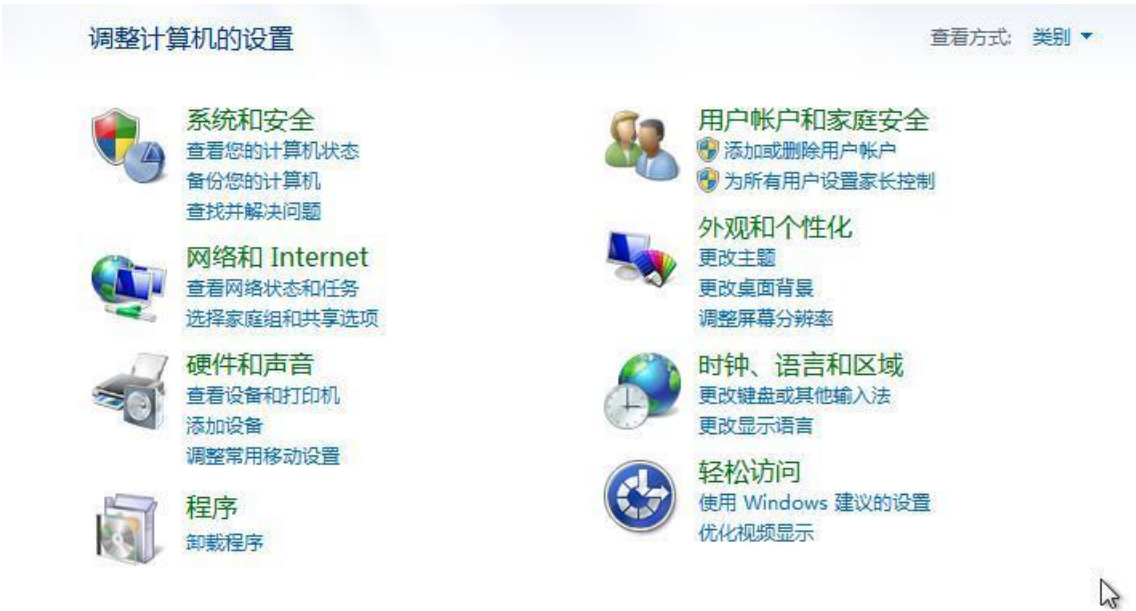 调整计算机的设置
查看方式: 类别
系统和安全
查看您的计算机状态
备份您的计算机
查找并解决问题
网络和 Internet
查看网络状态和任务
选择家庭组和共享选项
硬件和声音
查看设备和打印机
添加设备
调整常用移动设置
程序
卸载程序
用户帐户和家庭安全
添加或删除用户帐户
为所有用户设置家长控制
外观和个性化
更改主题
更改桌面背景
调整屏幕分辨率
时钟、语言和区域
更改键盘或其他输入法
更改显示语言
轻松访问
使用 Windows 建议的设置
优化视频显示